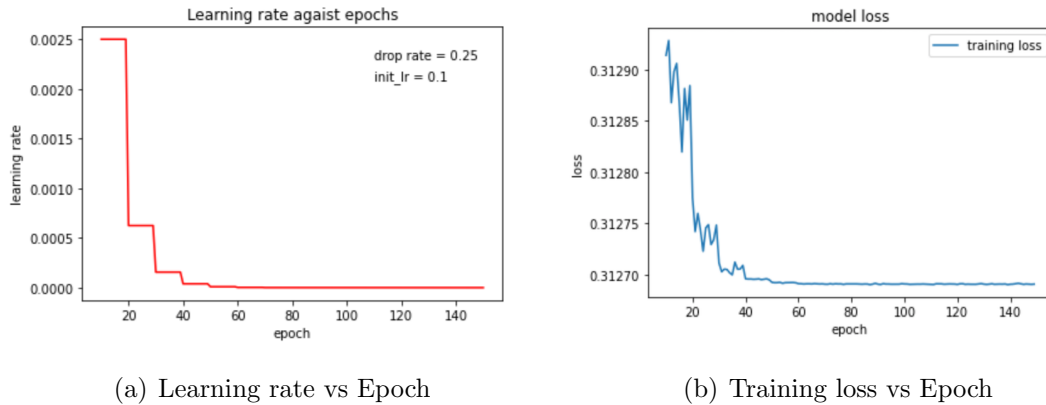 Learning rate agaist epochs
drop rate = 0.25
init_lr = 0.1
0.0025
0.0020
0.0015
0.0010
0.0005
0.0000
learning rate
20 40 60 80 100 120 140
epoch
(a) Learning rate vs Epoch
model loss
training loss
0.31290
0.31285
0.31280
0.31275
0.31270
loss
20 40 60 80 100 120 140
epoch
(b) Training loss vs Epoch